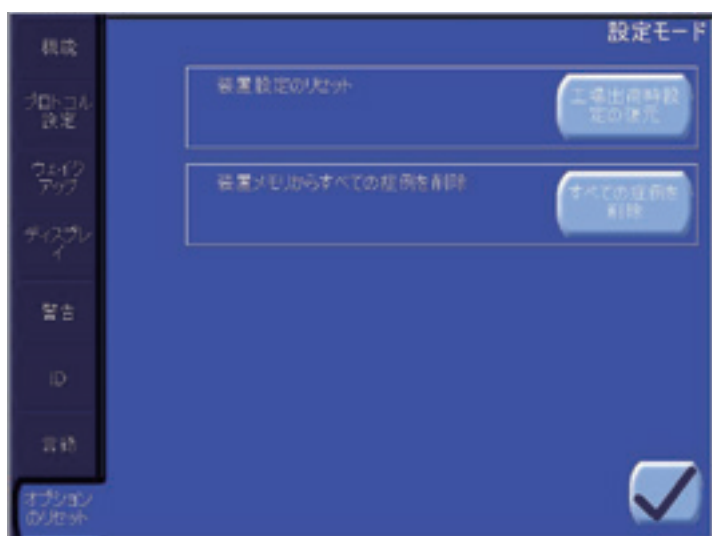 設定モード
機能
プロトコル
設定
ウェイク
アップ
ディスプレ
イ
警告
ID
言語
オプション
のリセット
装置設定のリセット
工場出荷時設
定の復元
装置メモリからすべての症例を削除
すべての症例を
削除